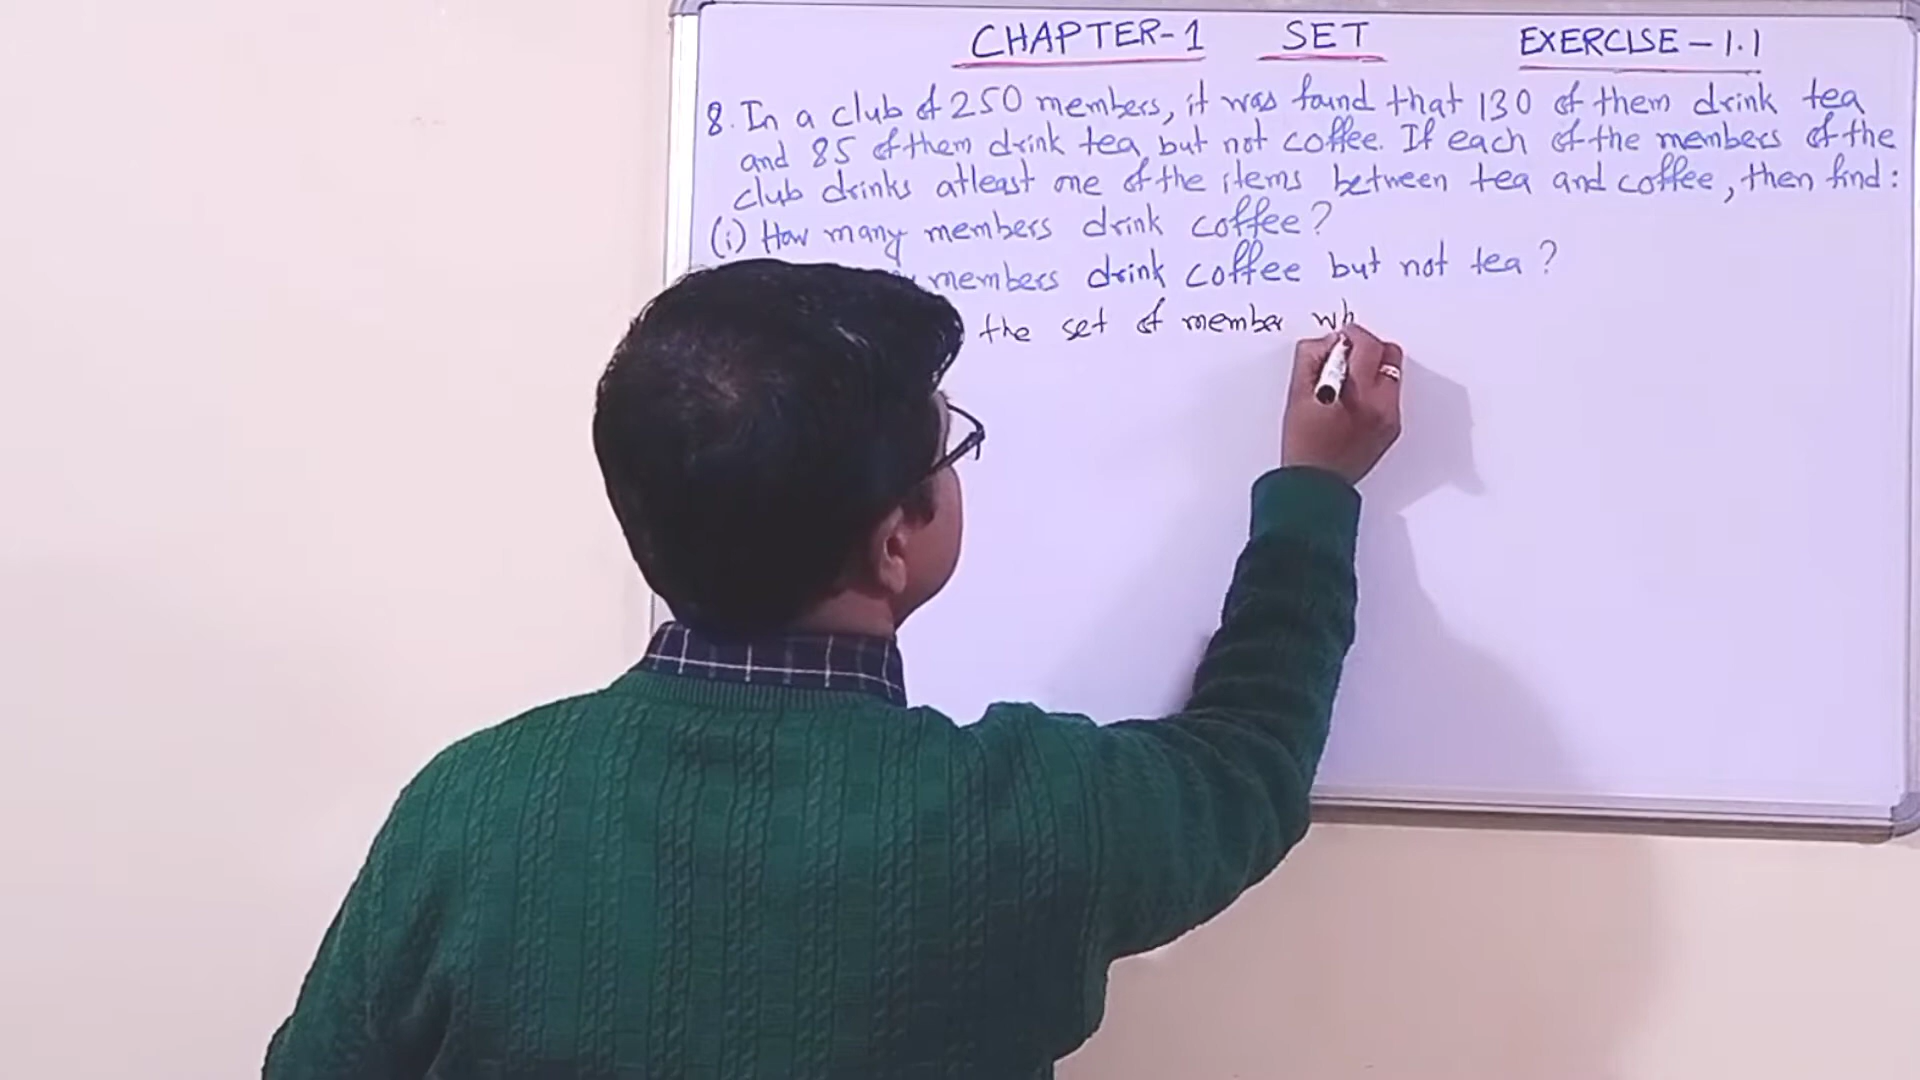 CHAPTER-1 SET EXERCISE-1.1
8. In a club of 250 members, it was found that 130 of them drink tea
and 85 of them drink tea but not coffee. If each of the members of the
club drinks atleast one of the items between tea and coffee, then find:
(i) How many members drink coffee?
members drink coffee but not tea?
the set of member wh